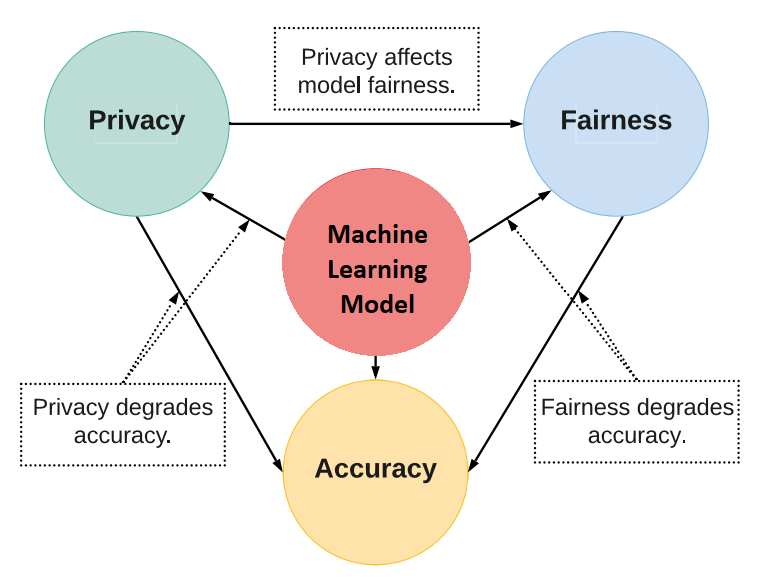 Privacy affects
model fairness.
Privacy
Fairness
Machine
Learning
Model
Privacy degrades
accuracy.
Fairness degrades
accuracy.
Accuracy